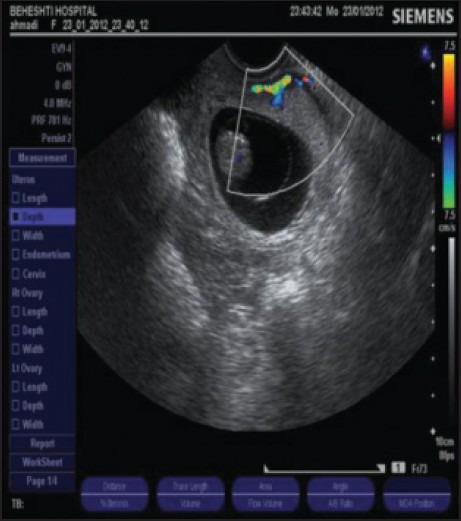 BEHESHTI HOSPITAL
ahmadi F 23_01_2012_23_40_12
23:43:42 Mo 23/01/2012
SIEMENS
EV9-4
GYN
0 dB
4.0 MHz
PRF 781 Hz
Persist 2
Measurement
Uterus
Length
Depth
Width
Endometrium
Cervix
Rt Ovary
Length
Depth
Width
Lt Ovary
Length
Depth
Width
Report
WorkSheet
Page 1/4
TB:
7.5
7.5
cm/s
10cm
8fps
1 Fr73
Distance
% Stenosis
Trace Length
Volume
Area
Flow Volume
Angle
A/B Ratio